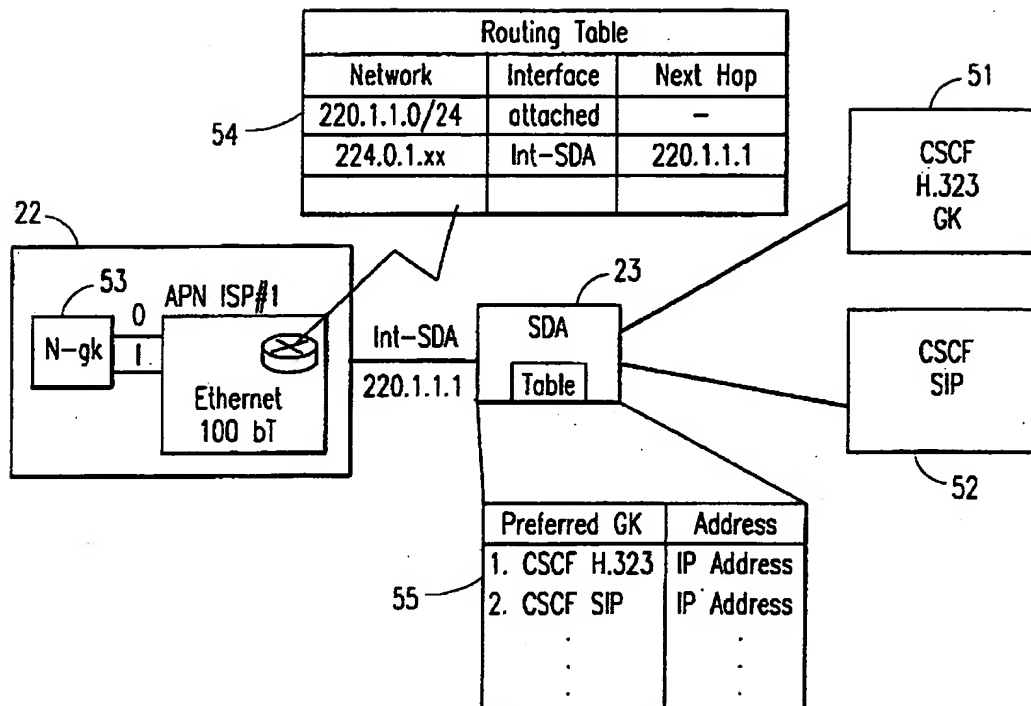 Routing Table
Network Interface Next Hop
220.1.1.0/24 attached –
224.0.1.xx Int-SDA 220.1.1.1
54
51
CSCF
H.323
GK
22
53
N-gk
0
1
APN ISP#1
Ethernet
100 bT
Int-SDA
220.1.1.1
23
SDA
Table
CSCF
SIP
52
Preferred GK Address
1. CSCF H.323 IP Address
2. CSCF SIP IP Address
55